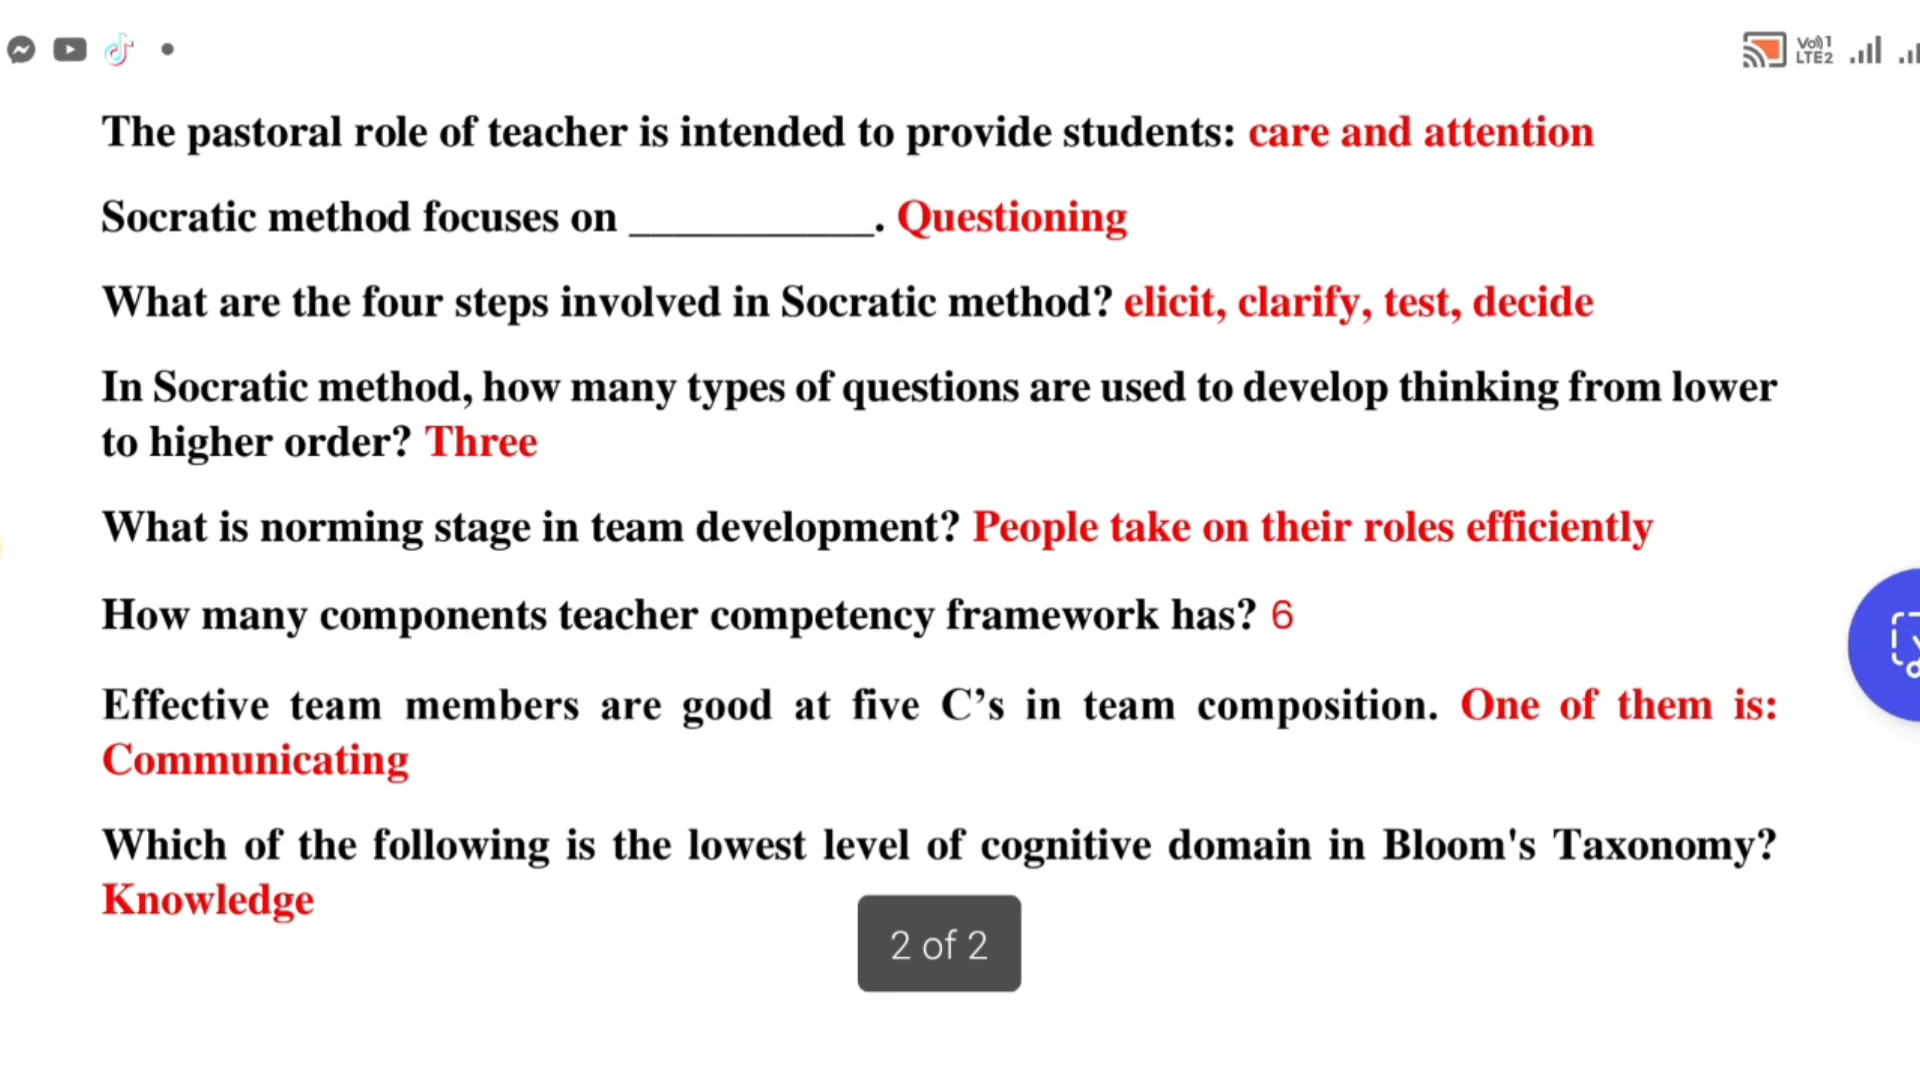 Vo))1
LTE2
The pastoral role of teacher is intended to provide students: care and attention
Socratic method focuses on ___________. Questioning
What are the four steps involved in Socratic method? elicit, clarify, test, decide
In Socratic method, how many types of questions are used to develop thinking from lower
to higher order? Three
What is norming stage in team development? People take on their roles efficiently
How many components teacher competency framework has? 6
Effective team members are good at five C’s in team composition. One of them is:
Communicating
Which of the following is the lowest level of cognitive domain in Bloom's Taxonomy?
Knowledge
2 of 2